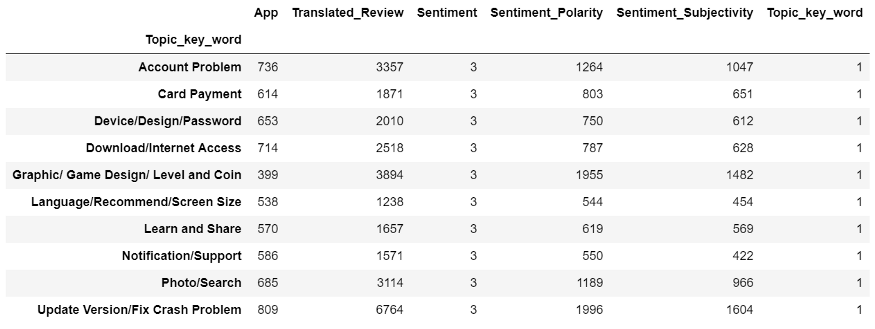 App Translated_Review Sentiment Sentiment_Polarity Sentiment_Subjectivity Topic_key_word
Topic_key_word
Account Problem 736 3357 3 1264 1047 1
Card Payment 614 1871 3 803 651 1
Device/Design/Password 653 2010 3 750 612 1
Download/Internet Access 714 2518 3 787 628 1
Graphic/ Game Design/ Level and Coin 399 3894 3 1955 1482 1
Language/Recommend/Screen Size 538 1238 3 544 454 1
Learn and Share 570 1657 3 619 569 1
Notification/Support 586 1571 3 550 422 1
Photo/Search 685 3114 3 1189 966 1
Update Version/Fix Crash Problem 809 6764 3 1996 1604 1